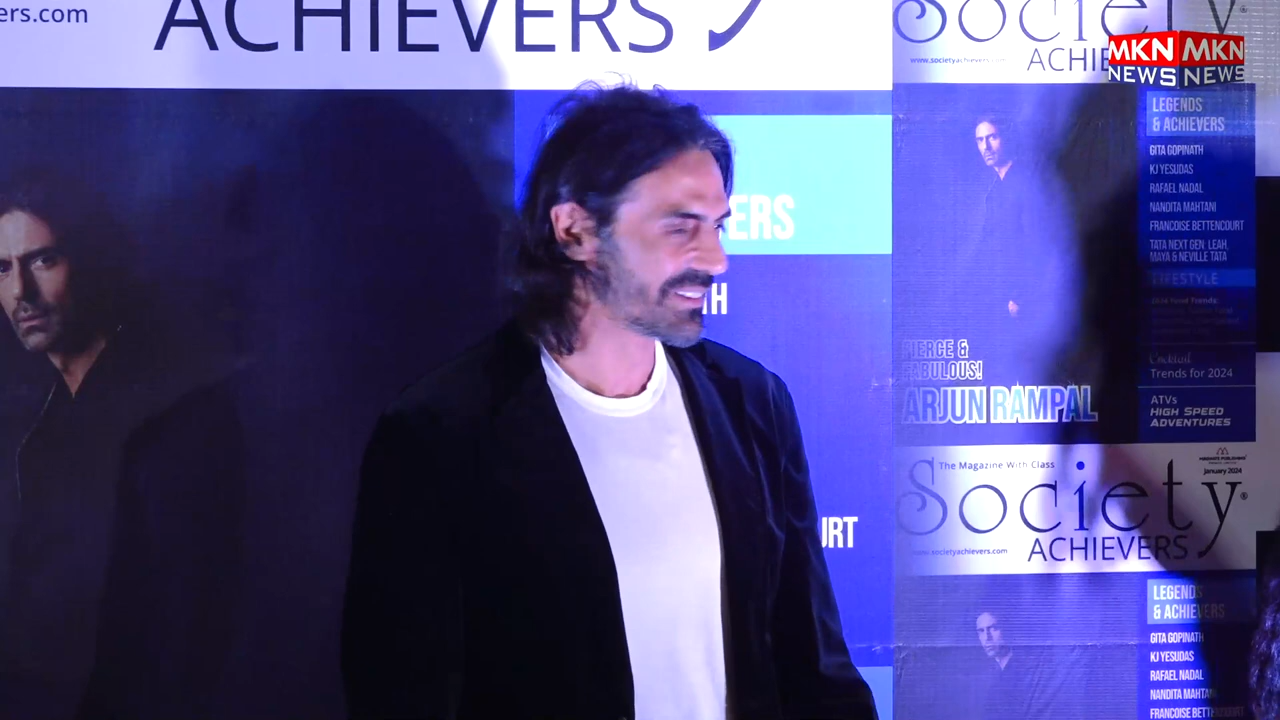 ers.com
ACHIEVERS
ERS
TH
URT
Society
www.societyachievers.com
ACHIE
MKN MKN
NEWS NEWS
LEGENDS
& ACHIEVERS
GITA GOPINATH
KJ YESUDAS
RAFAEL NADAL
NANDITA MAHTANI
FRANCOISE BETTENCOURT
TATA NEXT GEN LEAH,
MAYA & NEVILLE TATA
LIFESTYLE
Cocktail
Trends for 2024
ATVs
HIGH SPEED
ADVENTURES
FIERCE &
FABULOUS!
ARJUN RAMPAL
The Magazine With Class
January 2024
Society®
www.societyachievers.com
ACHIEVERS
LEGENDS
& ACHIEVERS
GITA GOPINATH
KJ YESUDAS
RAFAEL NADAL
NANDITA MAHTANI
FRANCOISE BETTENCOURT